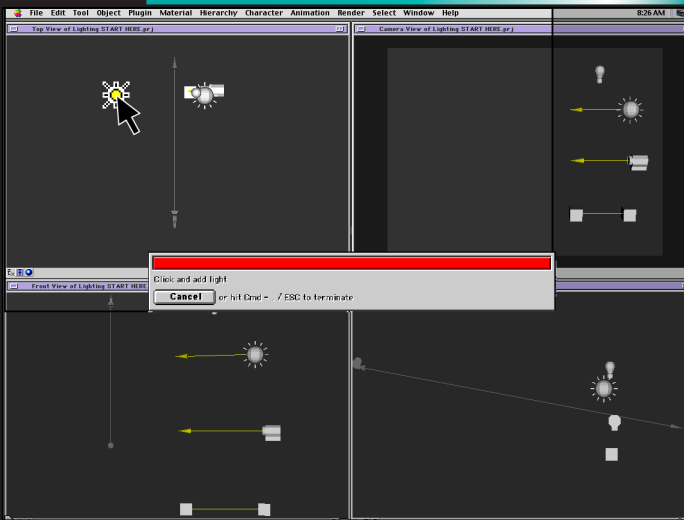 File Edit Tool Object Plugin Material Hierarchy Character Animation Render Select Window Help 8:26 AM
Top View of Lighting START HERE.prj
Camera View of Lighting START HERE.prj
Click and add light
Cancel or hit Cmd - . / ESC to terminate
Front View of Lighting START HERE